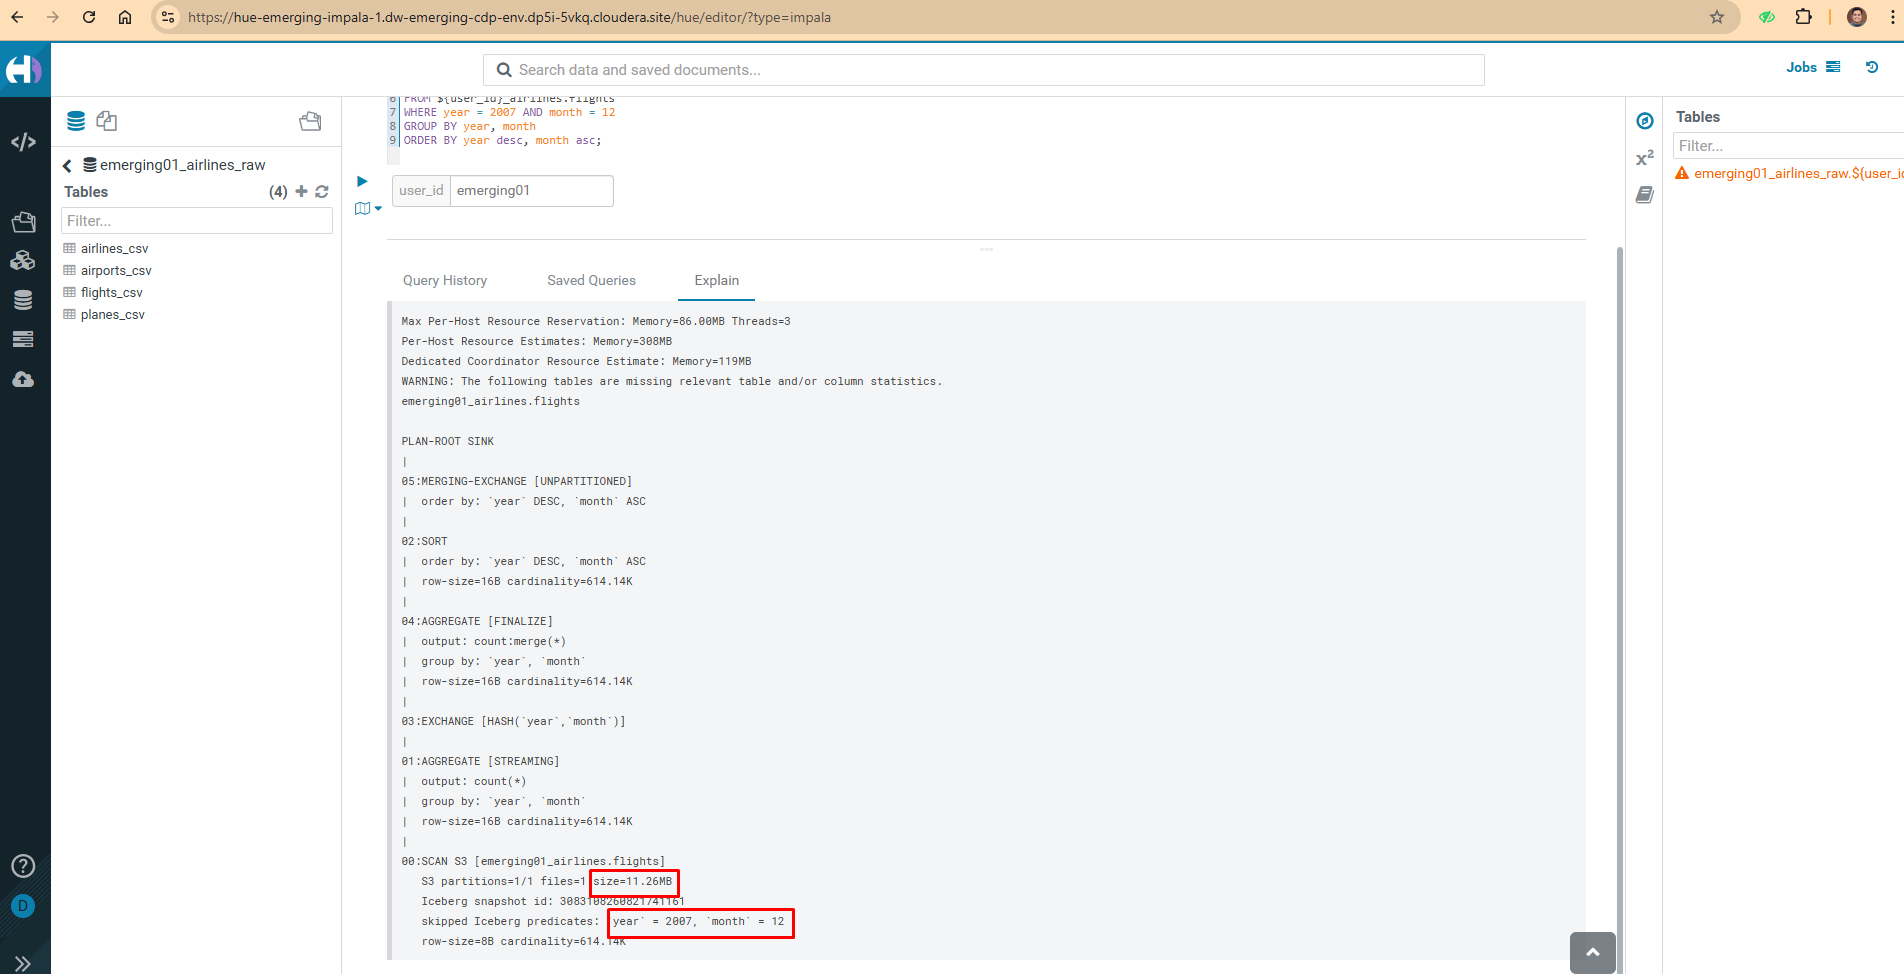 https://hue-emerging-impala-1.dw-emerging-cdp-env.dp5i-5vkq.cloudera.site/hue/editor/?type=impala
Search data and saved documents...
Jobs
emerging01_airlines_raw
Tables
(4)
Filter...
airlines_csv
airports_csv
flights_csv
planes_csv
6 FROM ${user_id}_airlines.flights
7 WHERE year = 2007 AND month = 12
8 GROUP BY year, month
9 ORDER BY year desc, month asc;
user_id emerging01
Query History Saved Queries Explain
Max Per-Host Resource Reservation: Memory=86.00MB Threads=3
Per-Host Resource Estimates: Memory=308MB
Dedicated Coordinator Resource Estimate: Memory=119MB
WARNING: The following tables are missing relevant table and/or column statistics.
emerging01_airlines.flights
PLAN-ROOT SINK
|
05:MERGING-EXCHANGE [UNPARTITIONED]
| order by: `year` DESC, `month` ASC
|
02:SORT
| order by: `year` DESC, `month` ASC
| row-size=16B cardinality=614.14K
|
04:AGGREGATE [FINALIZE]
| output: count:merge(*)
| group by: `year`, `month`
| row-size=16B cardinality=614.14K
|
03:EXCHANGE [HASH(`year`,`month`)]
|
01:AGGREGATE [STREAMING]
| output: count(*)
| group by: `year`, `month`
| row-size=16B cardinality=614.14K
|
00:SCAN S3 [emerging01_airlines.flights]
S3 partitions=1/1 files=1 size=11.26MB
Iceberg snapshot id: 3083108260821741161
skipped Iceberg predicates: `year` = 2007, `month` = 12
row-size=8B cardinality=614.14K
Tables
Filter...
emerging01_airlines_raw.${user_i
x²
D